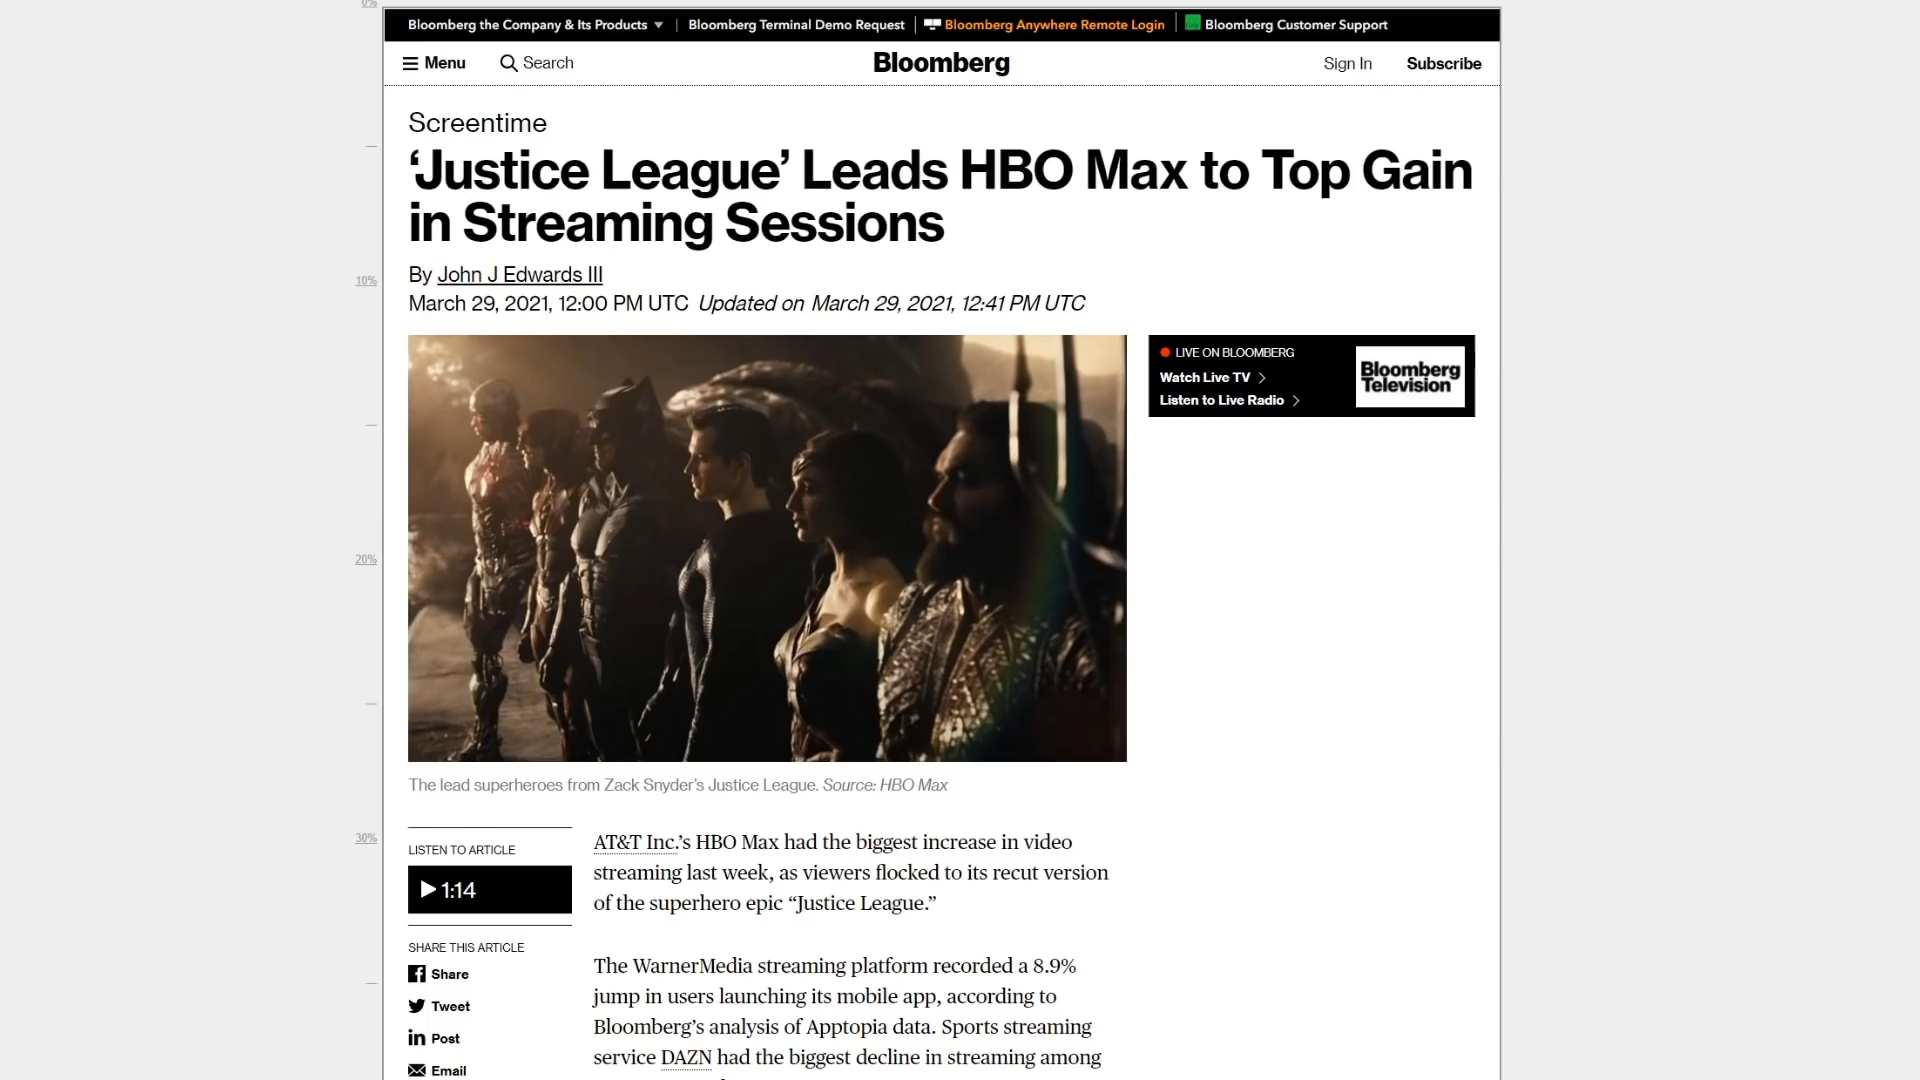 0%
Bloomberg the Company & Its Products ▼ | Bloomberg Terminal Demo Request | Bloomberg Anywhere Remote Login | Bloomberg Customer Support
Menu Search Bloomberg Sign In Subscribe
Screentime
‘Justice League’ Leads HBO Max to Top Gain
in Streaming Sessions
10%
By John J Edwards III
March 29, 2021, 12:00 PM UTC Updated on March 29, 2021, 12:41 PM UTC
LIVE ON BLOOMBERG
Watch Live TV >
Listen to Live Radio >
Bloomberg
Television
20%
The lead superheroes from Zack Snyder’s Justice League. Source: HBO Max
30%
LISTEN TO ARTICLE
1:14
SHARE THIS ARTICLE
Share
Tweet
Post
Email
AT&T Inc.’s HBO Max had the biggest increase in video
streaming last week, as viewers flocked to its recut version
of the superhero epic “Justice League.”
The WarnerMedia streaming platform recorded a 8.9%
jump in users launching its mobile app, according to
Bloomberg’s analysis of Apptopia data. Sports streaming
service DAZN had the biggest decline in streaming among